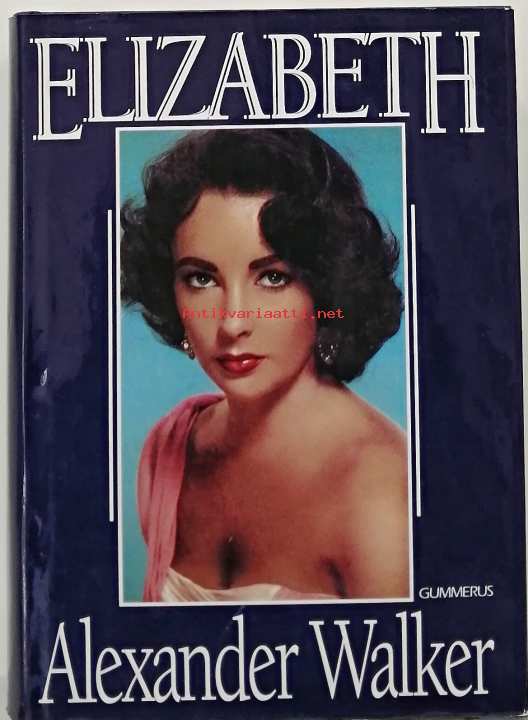 ELIZABETH
Antikvariaatti.net
GUMMERUS
Alexander Walker